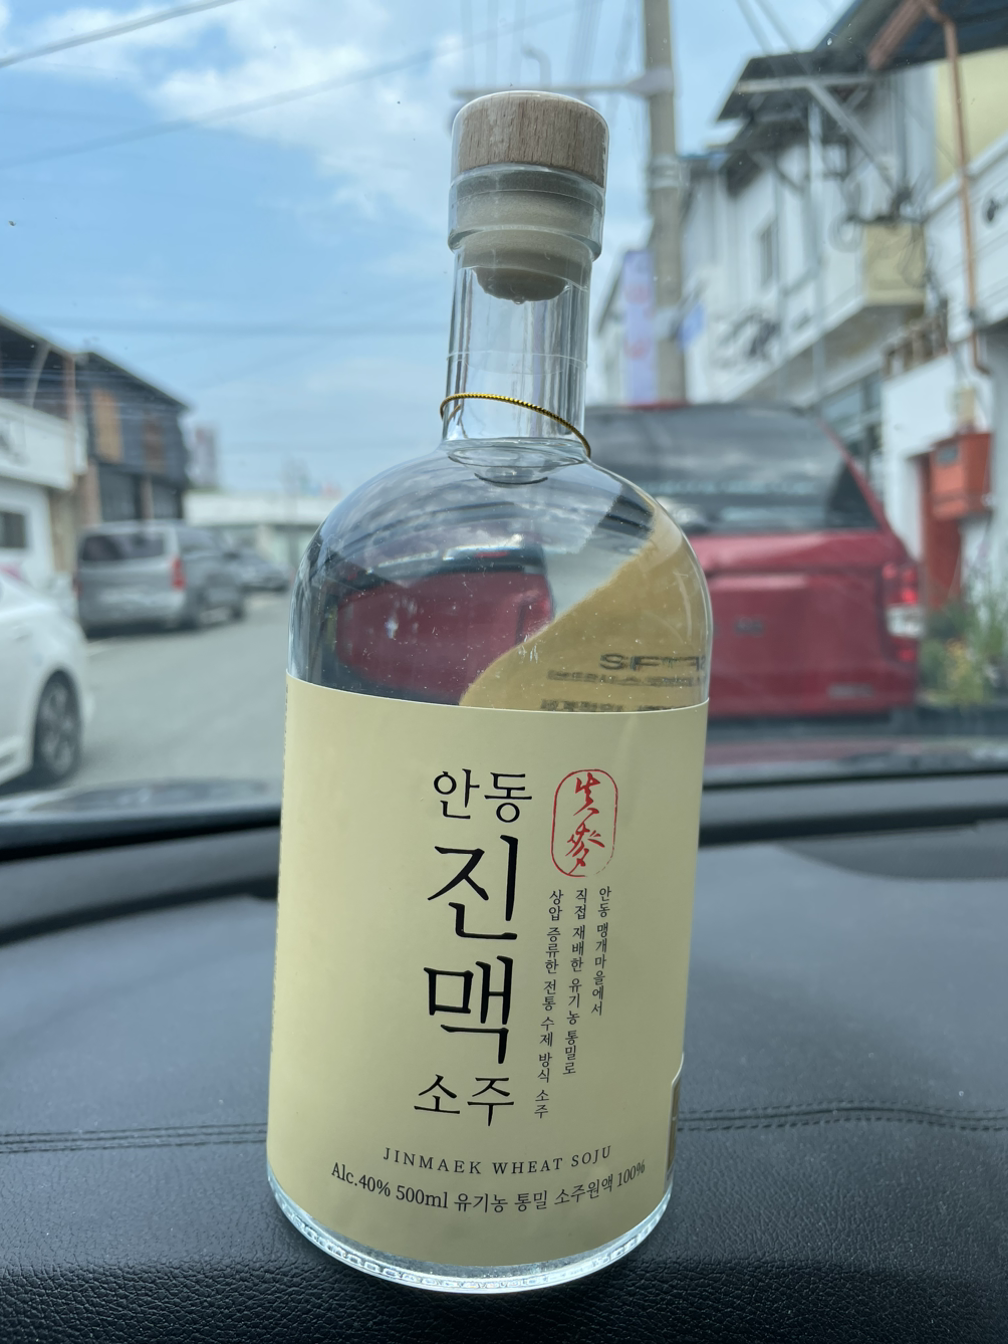 안동
진
맥
소주
眞
麥
안동 맹개마을에서
직접 재배한 유기농 통밀로
상압 증류한 전통 수제 방식 소주
JINMAEK WHEAT SOJU
Alc.40% 500ml 유기농 통밀 소주원액 100%